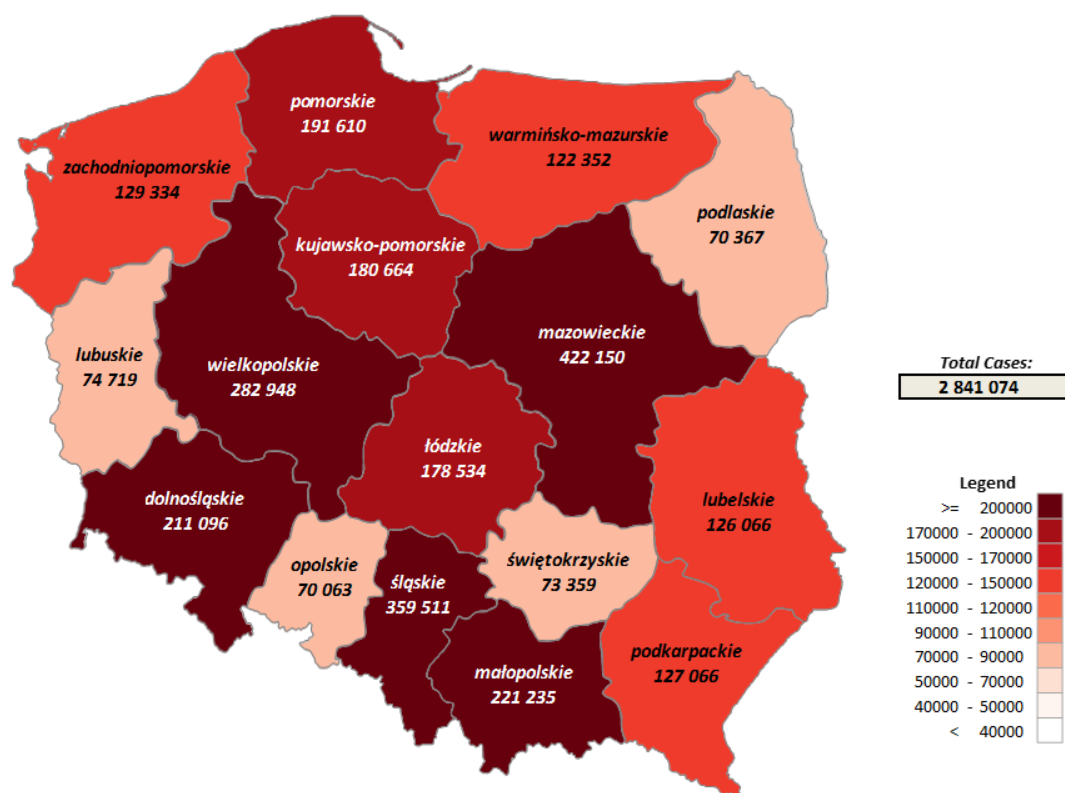 pomorskie
191 610
warmińsko-mazurskie
122 352
zachodniopomorskie
129 334
podlaskie
70 367
kujawsko-pomorskie
180 664
mazowieckie
422 150
lubuskie
74 719
wielkopolskie
282 948
łódzkie
178 534
dolnośląskie
211 096
lubelskie
126 066
opolskie
70 063
śląskie
359 511
świętokrzyskie
73 359
małopolskie
221 235
podkarpackie
127 066
Total Cases:
2 841 074
Legend
>= 200000
170000 - 200000
150000 - 170000
120000 - 150000
110000 - 120000
90000 - 110000
70000 - 90000
50000 - 70000
40000 - 50000
< 40000